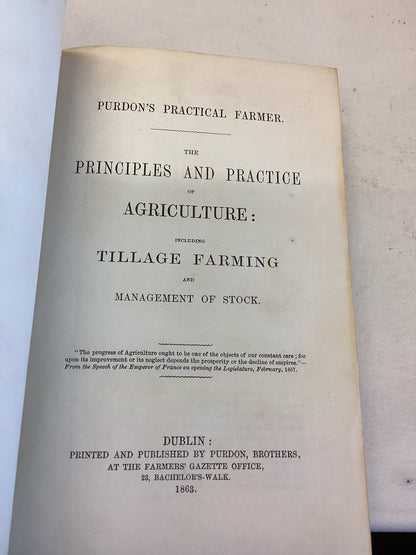 PURDON'S PRACTICAL FARMER.
THE
PRINCIPLES AND PRACTICE
OF
AGRICULTURE:
INCLUDING
TILLAGE FARMING
AND
MANAGEMENT OF STOCK.
"The progress of Agriculture ought to be one of the objects of our constant care; for
upon its improvement or its neglect depends the prosperity or the decline of empires."—
From the Speech of the Emperor of France on opening the Legislature, February, 1857.
DUBLIN:
PRINTED AND PUBLISHED BY PURDON, BROTHERS,
AT THE FARMERS' GAZETTE OFFICE,
23, BACHELOR'S-WALK.
1863.